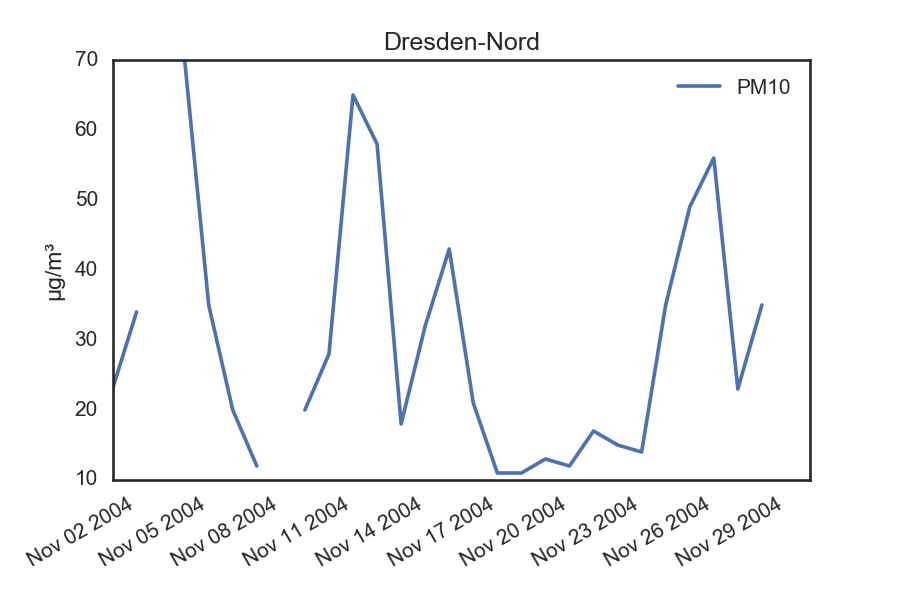 Dresden-Nord
70
60
50
40
30
20
10
µg/m³
PM10
Nov 02 2004
Nov 05 2004
Nov 08 2004
Nov 11 2004
Nov 14 2004
Nov 17 2004
Nov 20 2004
Nov 23 2004
Nov 26 2004
Nov 29 2004